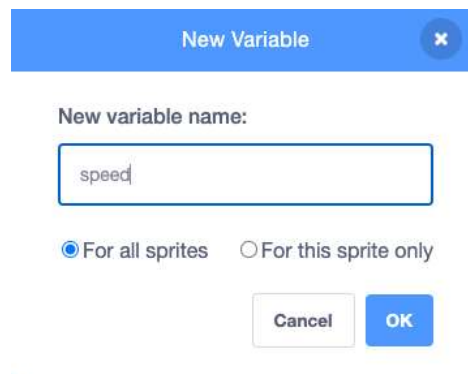 New Variable
New variable name:
speed
For all sprites For this sprite only
Cancel OK